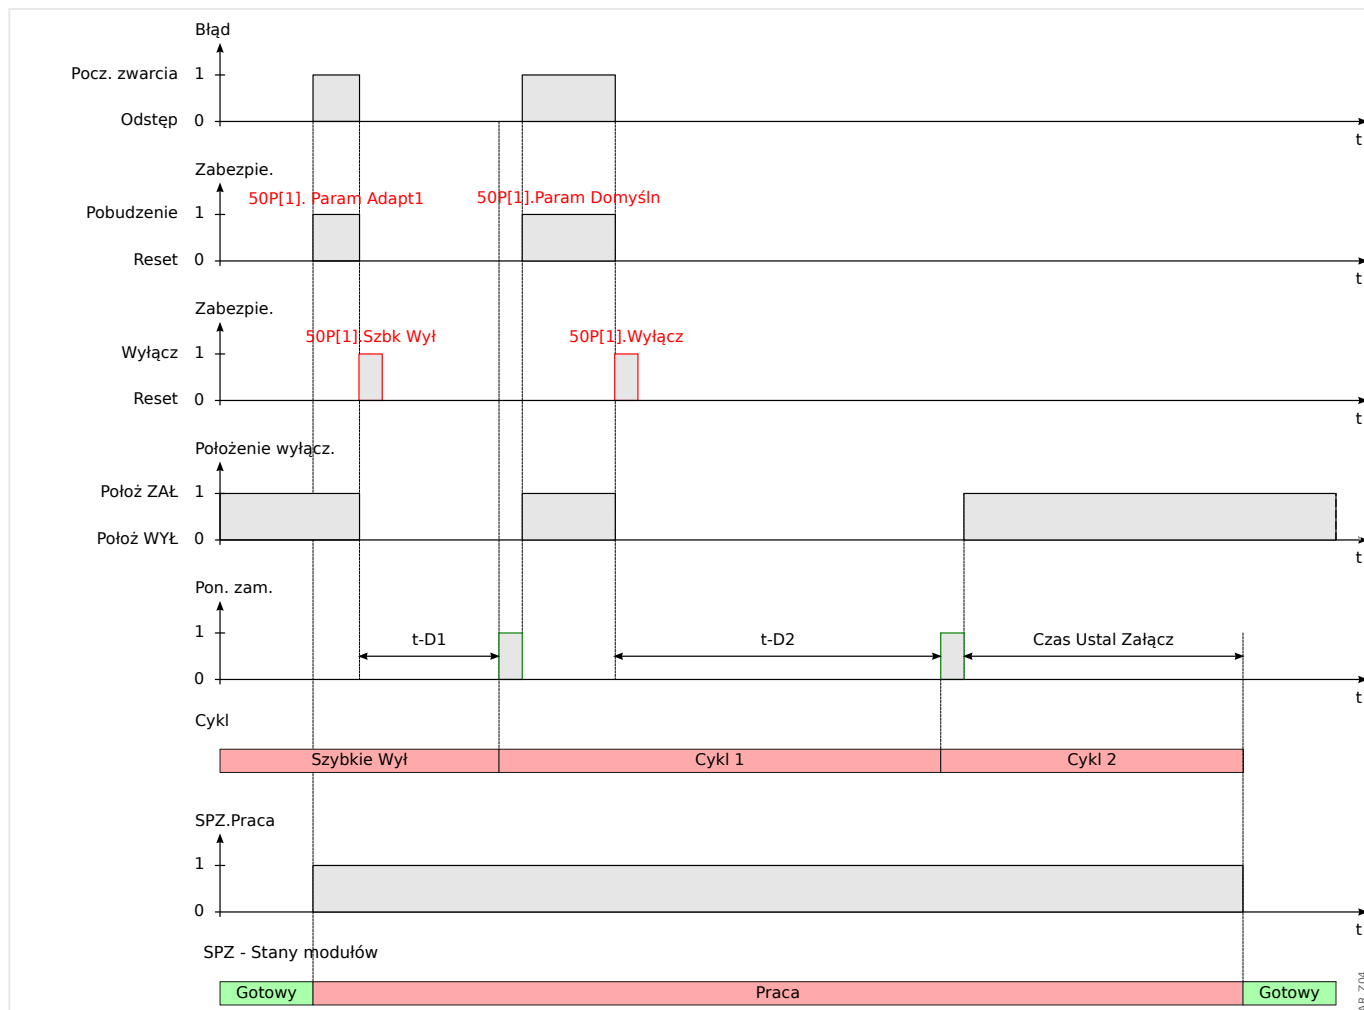 Błąd
Pocz. zwarcia 1
Odstęp 0
t
Zabezpie.
50P[1]. Param Adapt1 50P[1].Param Domyśln
Pobudzenie 1
Reset 0
t
Zabezpie.
50P[1].Szbk Wył 50P[1].Wyłącz
Wyłącz 1
Reset 0
t
Położenie wyłącz.
Położ ZAŁ 1
Położ WYŁ 0
t
Pon. zam.
1 t-D1 t-D2 Czas Ustal Załącz
0
t
Cykl
Szybkie Wył Cykl 1 Cykl 2
SPZ.Praca
1
0
t
SPZ - Stany modułów
Gotowy Praca Gotowy